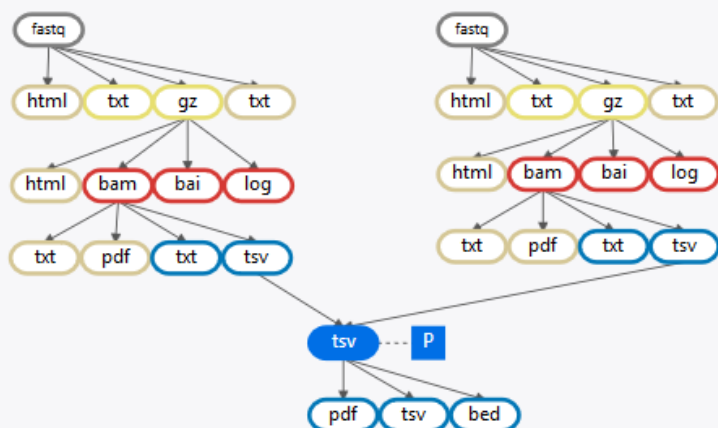 fastq fastq
html txt gz txt html txt gz txt
html bam bai log html bam bai log
txt pdf txt tsv txt pdf txt tsv
tsv P
pdf tsv bed